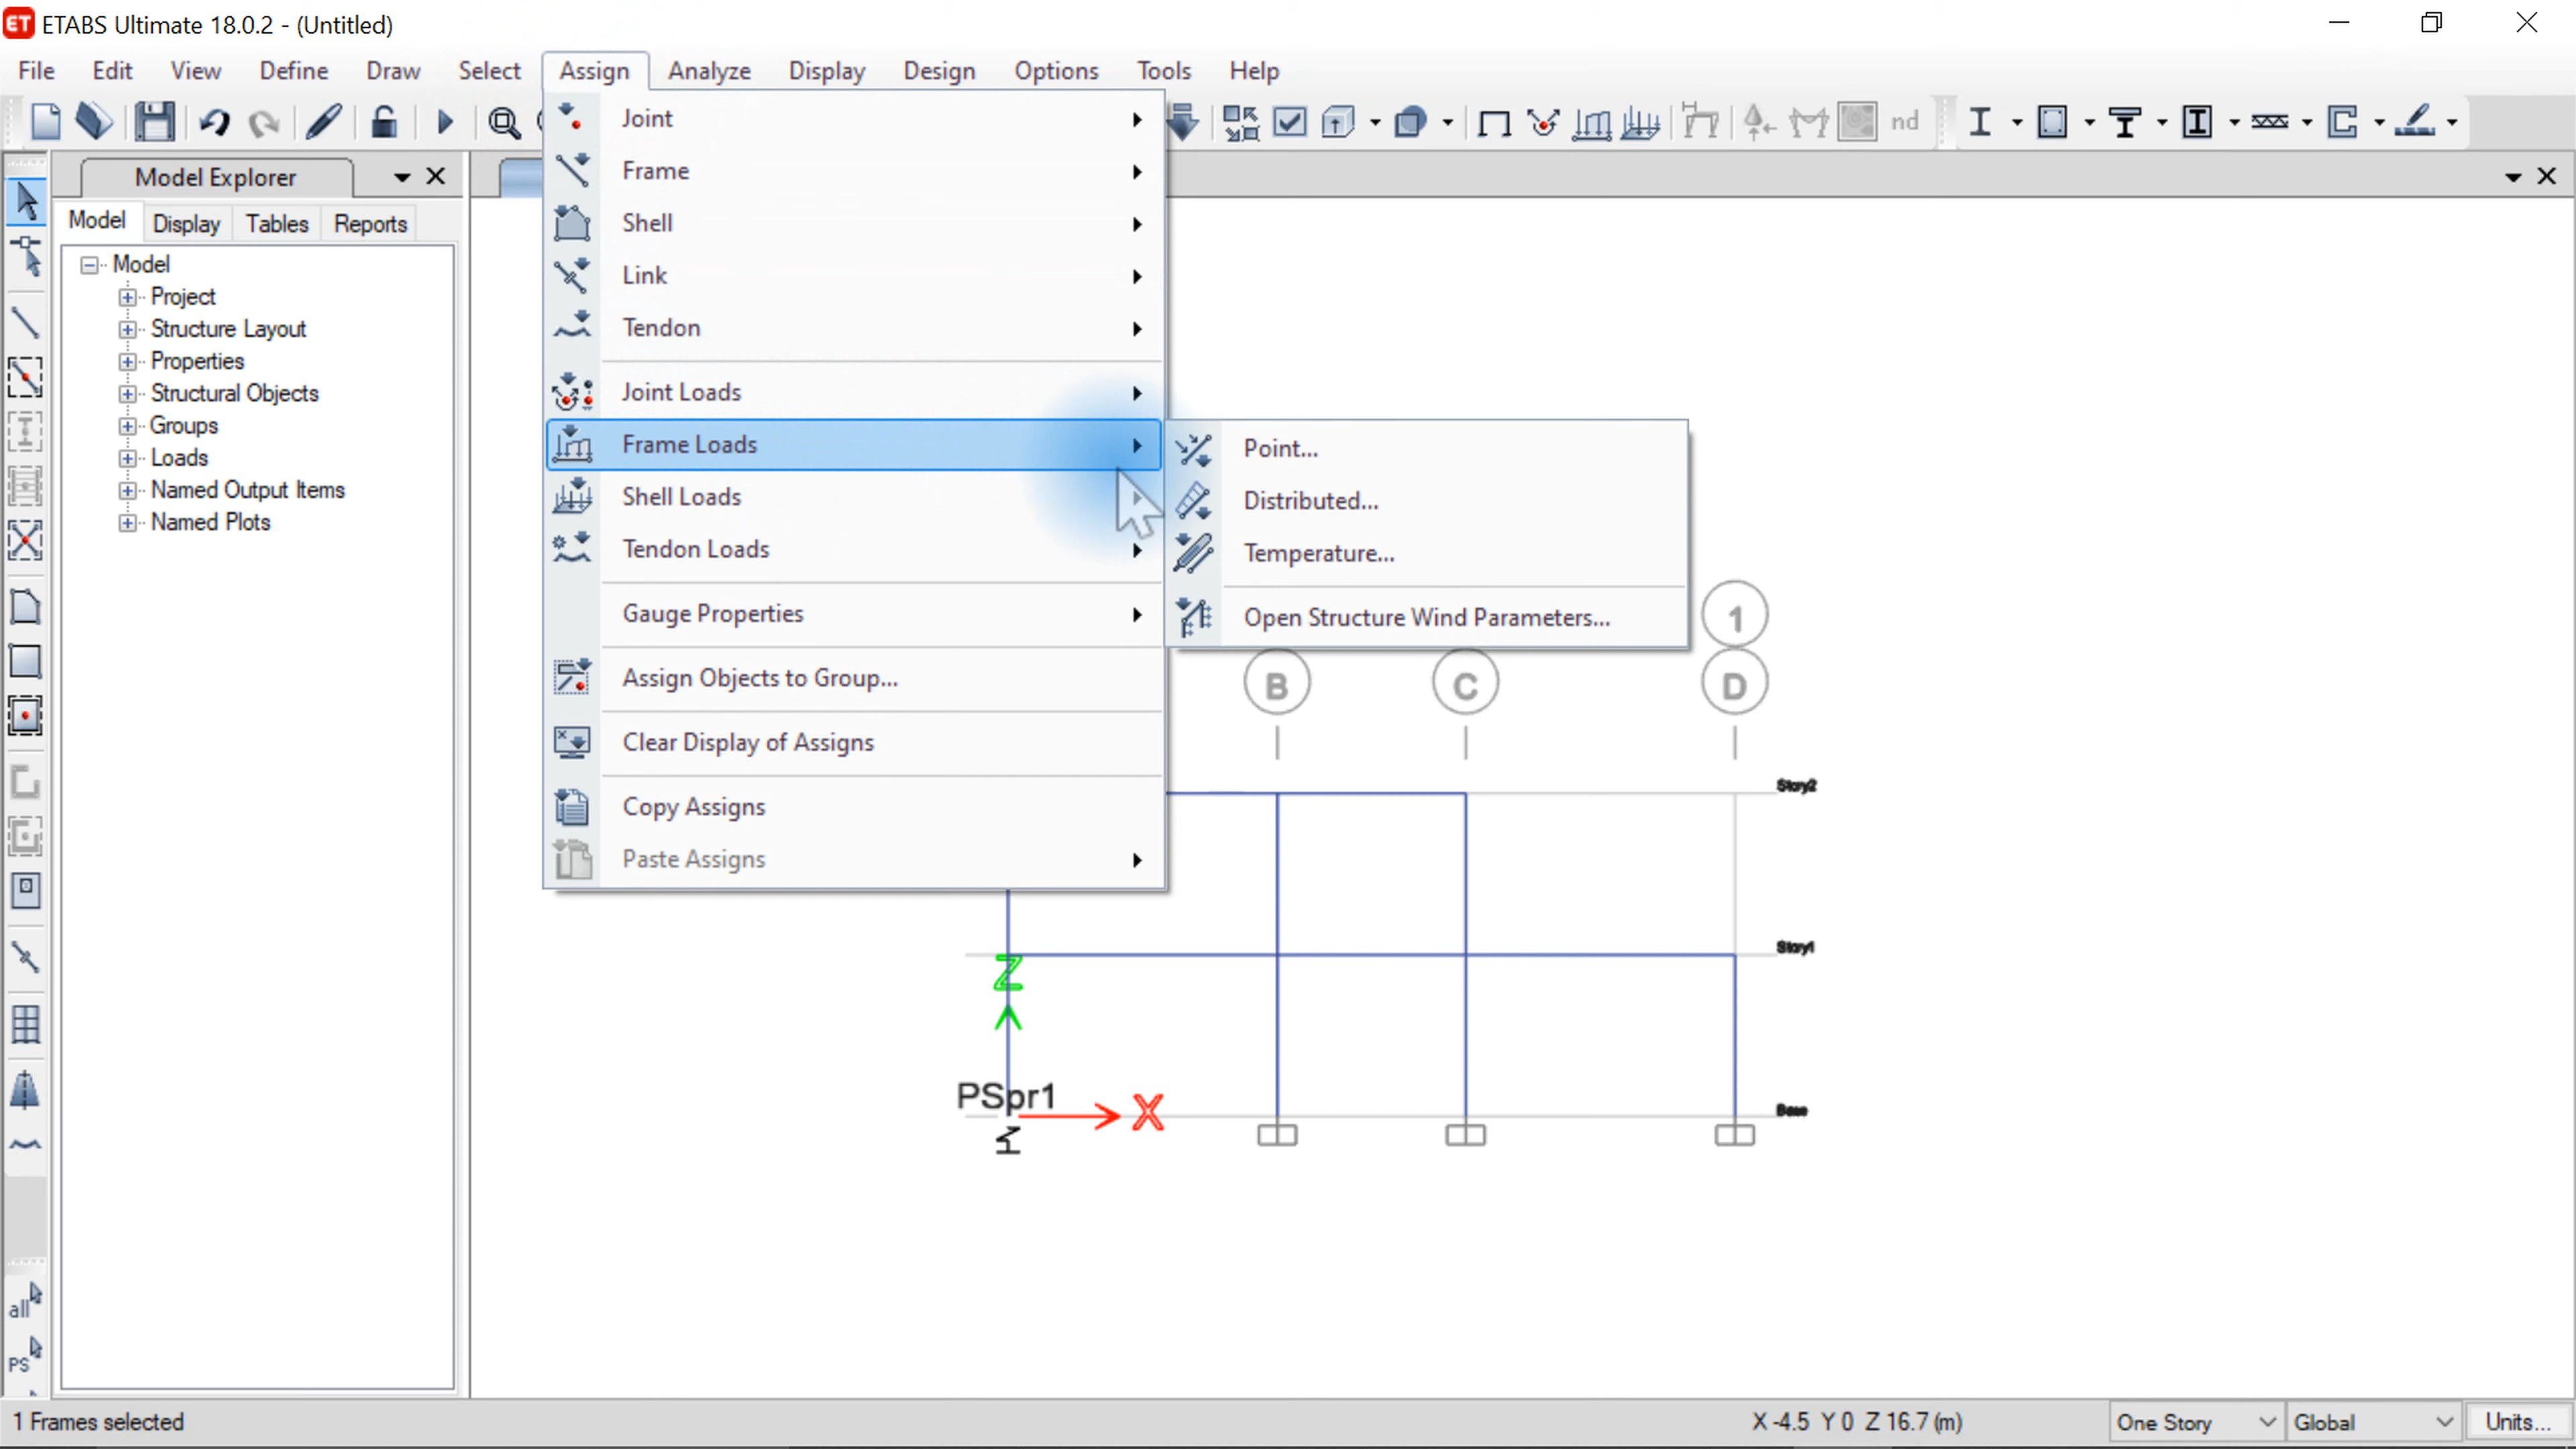 ET ETABS Ultimate 18.0.2 - (Untitled)
File Edit View Define Draw Select Assign Analyze Display Design Options Tools Help
nd
Model Explorer
Model Display Tables Reports
Model
Project
Structure Layout
Properties
Structural Objects
Groups
Loads
Named Output Items
Named Plots
Joint
Frame
Shell
Link
Tendon
Joint Loads
Frame Loads
Shell Loads
Tendon Loads
Gauge Properties
Assign Objects to Group...
Clear Display of Assigns
Copy Assigns
Paste Assigns
Point...
Distributed...
Temperature...
Open Structure Wind Parameters...
1
B C D
Story2
Story1
Z
Base
PSpr1
X
all
PS
1 Frames selected
X -4.5 Y 0 Z 16.7 (m)
One Story Global Units...